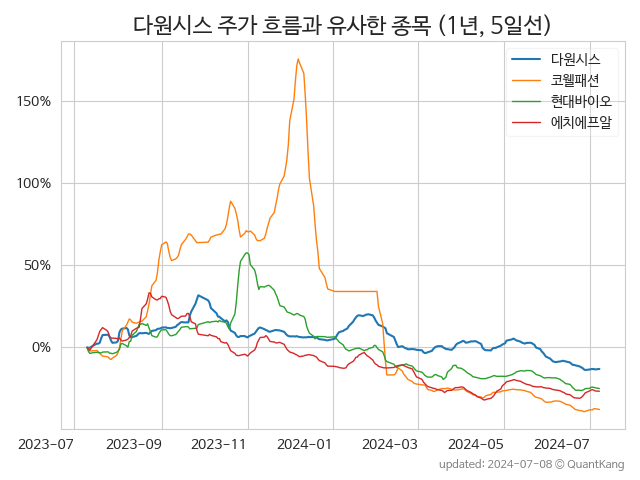 다원시스 주가 흐름과 유사한 종목 (1년, 5일선)
다원시스
코웰패션
현대바이오
에치에프알
150%
100%
50%
0%
2023-07
2023-09
2023-11
2024-01
2024-03
2024-05
2024-07
updated: 2024-07-08 © QuantKang